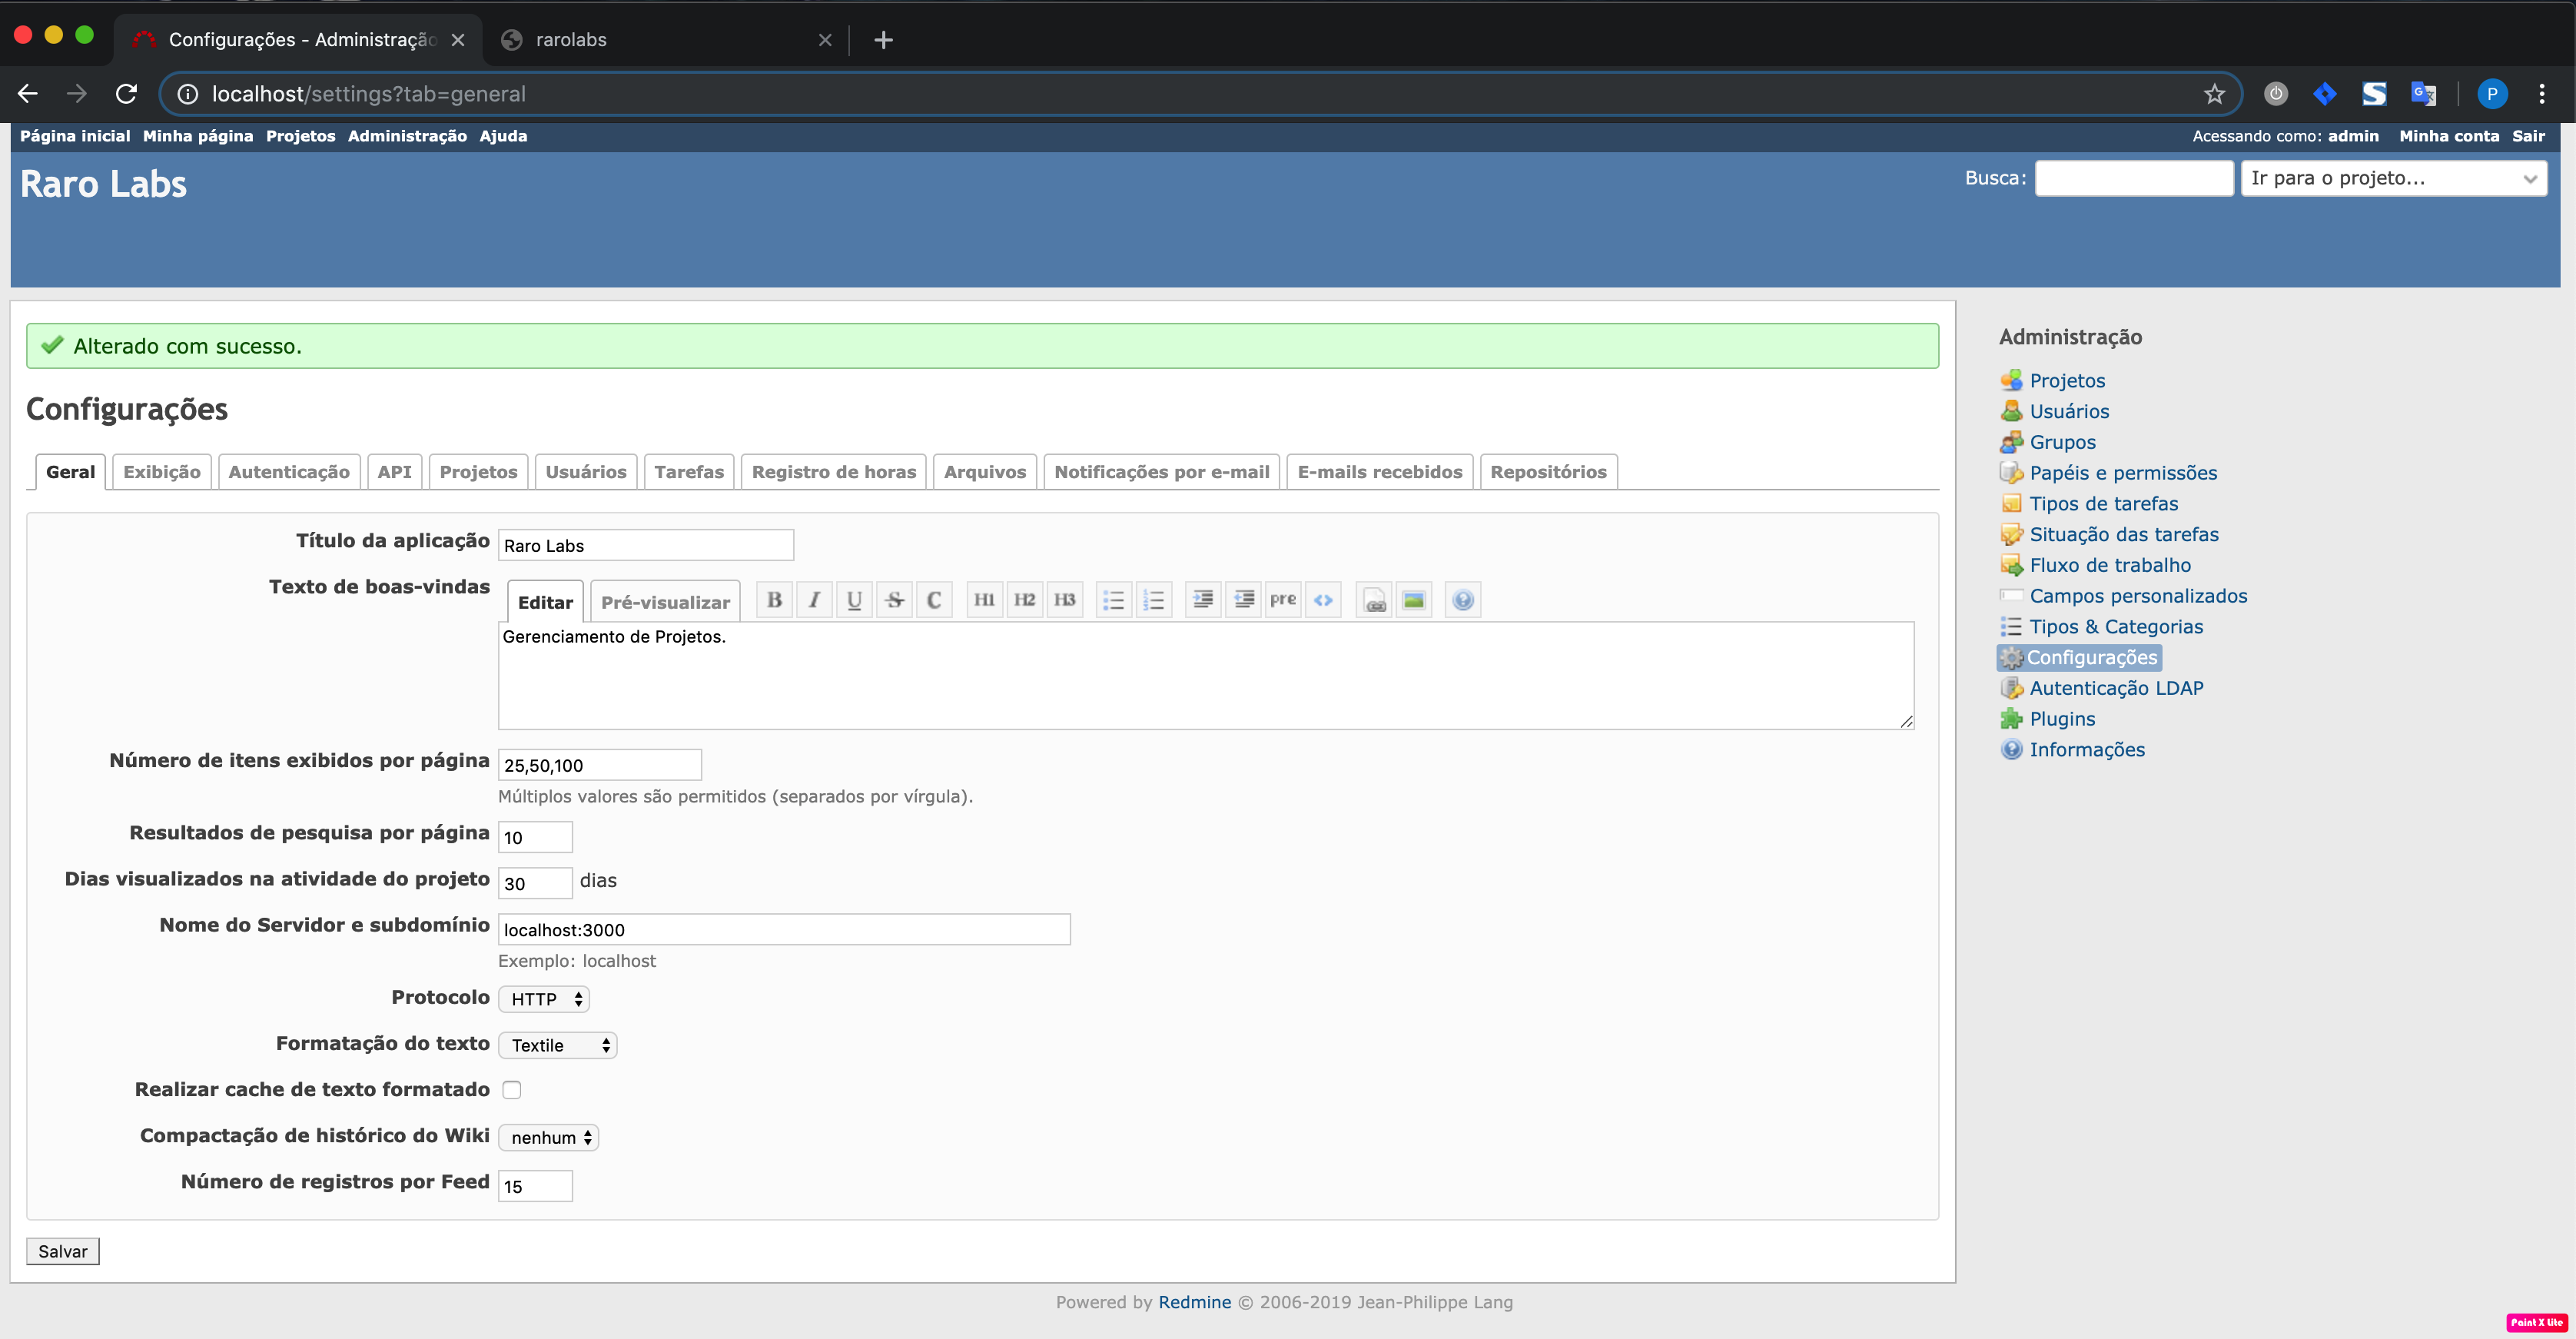 Configurações - Administração
rarolabs
localhost/settings?tab=general
P
Página inicial Minha página Projetos Administração Ajuda
Acessando como: admin Minha conta Sair
Raro Labs
Busca: Ir para o projeto...
Alterado com sucesso.
Configurações
Geral Exibição Autenticação API Projetos Usuários Tarefas Registro de horas Arquivos Notificações por e-mail E-mails recebidos Repositórios
Título da aplicação Raro Labs
Texto de boas-vindas Editar Pré-visualizar B I U S C H1 H2 H3 pre <>
Gerenciamento de Projetos.
Número de itens exibidos por página 25,50,100
Múltiplos valores são permitidos (separados por vírgula).
Resultados de pesquisa por página 10
Dias visualizados na atividade do projeto 30 dias
Nome do Servidor e subdomínio localhost:3000
Exemplo: localhost
Protocolo HTTP
Formatação do texto Textile
Realizar cache de texto formatado
Compactação de histórico do Wiki nenhum
Número de registros por Feed 15
Salvar
Administração
Projetos
Usuários
Grupos
Papéis e permissões
Tipos de tarefas
Situação das tarefas
Fluxo de trabalho
Campos personalizados
Tipos & Categorias
Configurações
Autenticação LDAP
Plugins
Informações
Powered by Redmine © 2006-2019 Jean-Philippe Lang
Paint X Lite